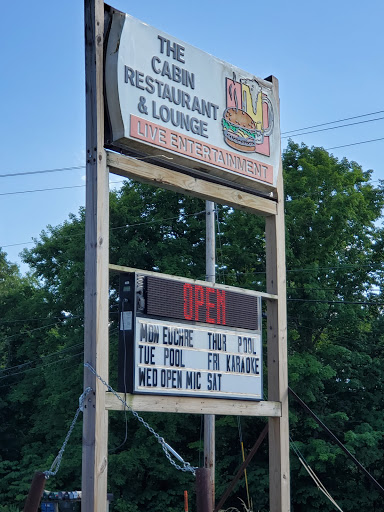 THE
CABIN
RESTAURANT
& LOUNGE
LIVE ENTERTAINMENT
OPEN
MON EUCHRE THUR POOL
TUE POOL FRI KARAOKE
WED OPEN MIC SAT